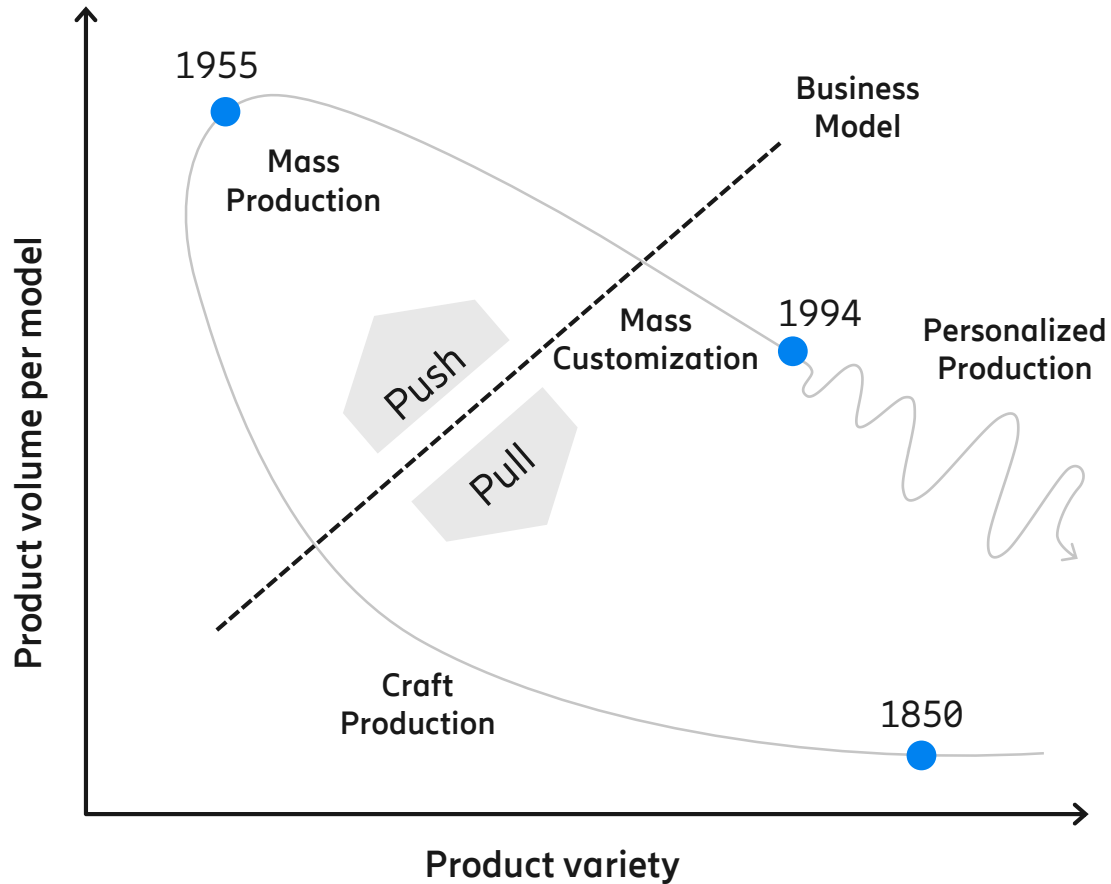 1955
Business
Model
Mass
Production
1994
Mass
Customization
Personalized
Production
Push
Pull
Product volume per model
Craft
Production
1850
Product variety